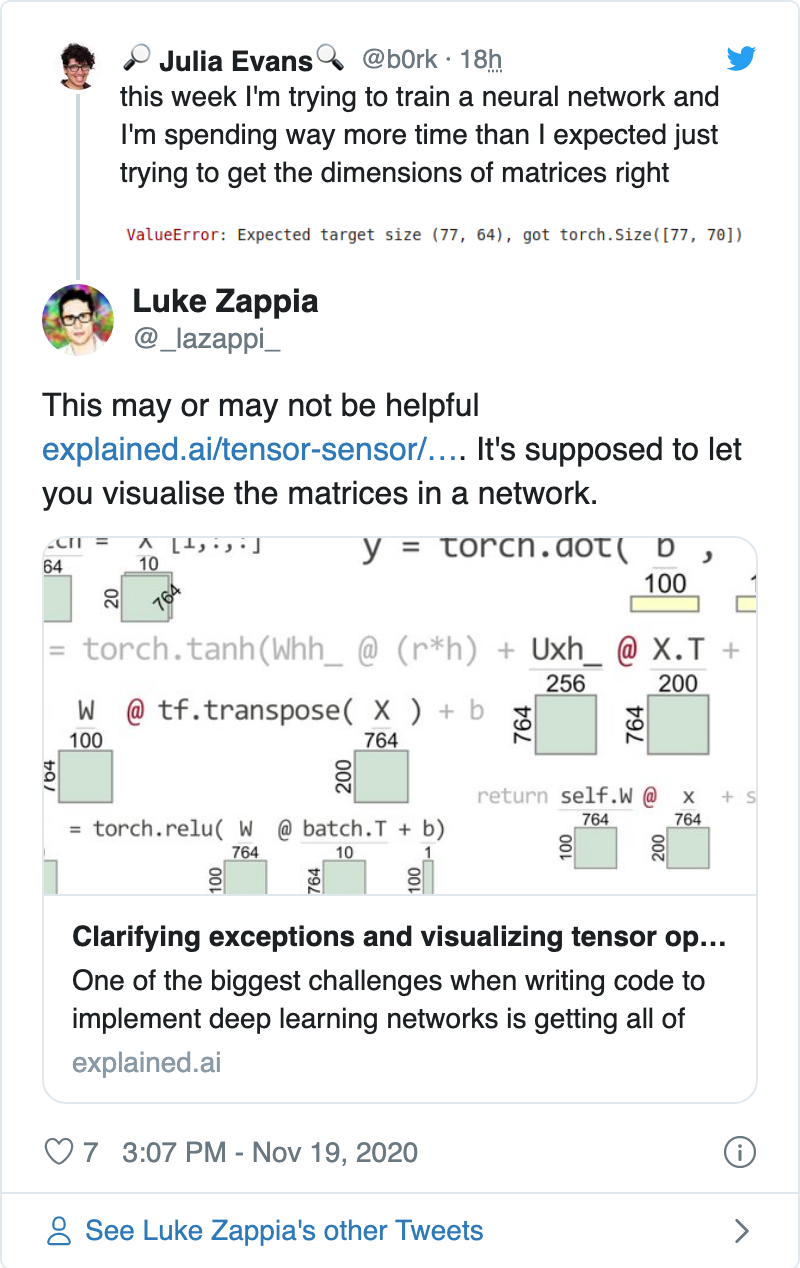 🔎 Julia Evans🔍 @b0rk · 18h
this week I'm trying to train a neural network and
I'm spending way more time than I expected just
trying to get the dimensions of matrices right
ValueError: Expected target size (77, 64), got torch.Size([77, 70])
Luke Zappia
@_lazappi_
This may or may not be helpful
explained.ai/tensor-sensor/…. It's supposed to let
you visualise the matrices in a network.
= X [1,:,:] y = torch.dot( b ,
64 10 100
20 764
= torch.tanh(Whh_ @ (r*h) + Uxh_ @ X.T +
256 200
764 764
W @ tf.transpose( X ) + b
100 764
764 200
return self.W @ x + s
764 764
100 200
= torch.relu( W @ batch.T + b)
764 10 1
100 764 100
Clarifying exceptions and visualizing tensor op…
One of the biggest challenges when writing code to
implement deep learning networks is getting all of
explained.ai
7 3:07 PM - Nov 19, 2020
See Luke Zappia's other Tweets